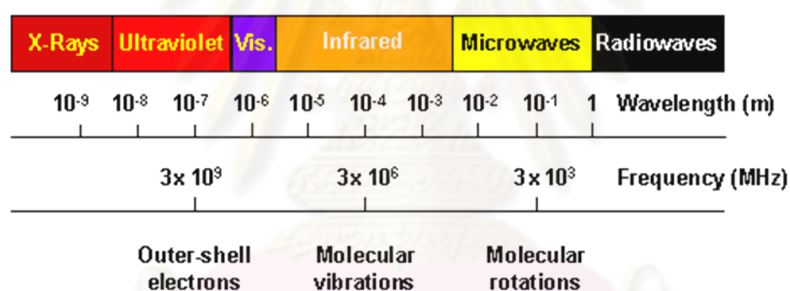 X-Rays Ultraviolet Vis. Infrared Microwaves Radiowaves
10⁻⁹ 10⁻⁸ 10⁻⁷ 10⁻⁶ 10⁻⁵ 10⁻⁴ 10⁻³ 10⁻² 10⁻¹ 1 Wavelength (m)
3x 10⁹ 3x 10⁶ 3x 10³ Frequency (MHz)
Outer-shell Molecular Molecular
electrons vibrations rotations